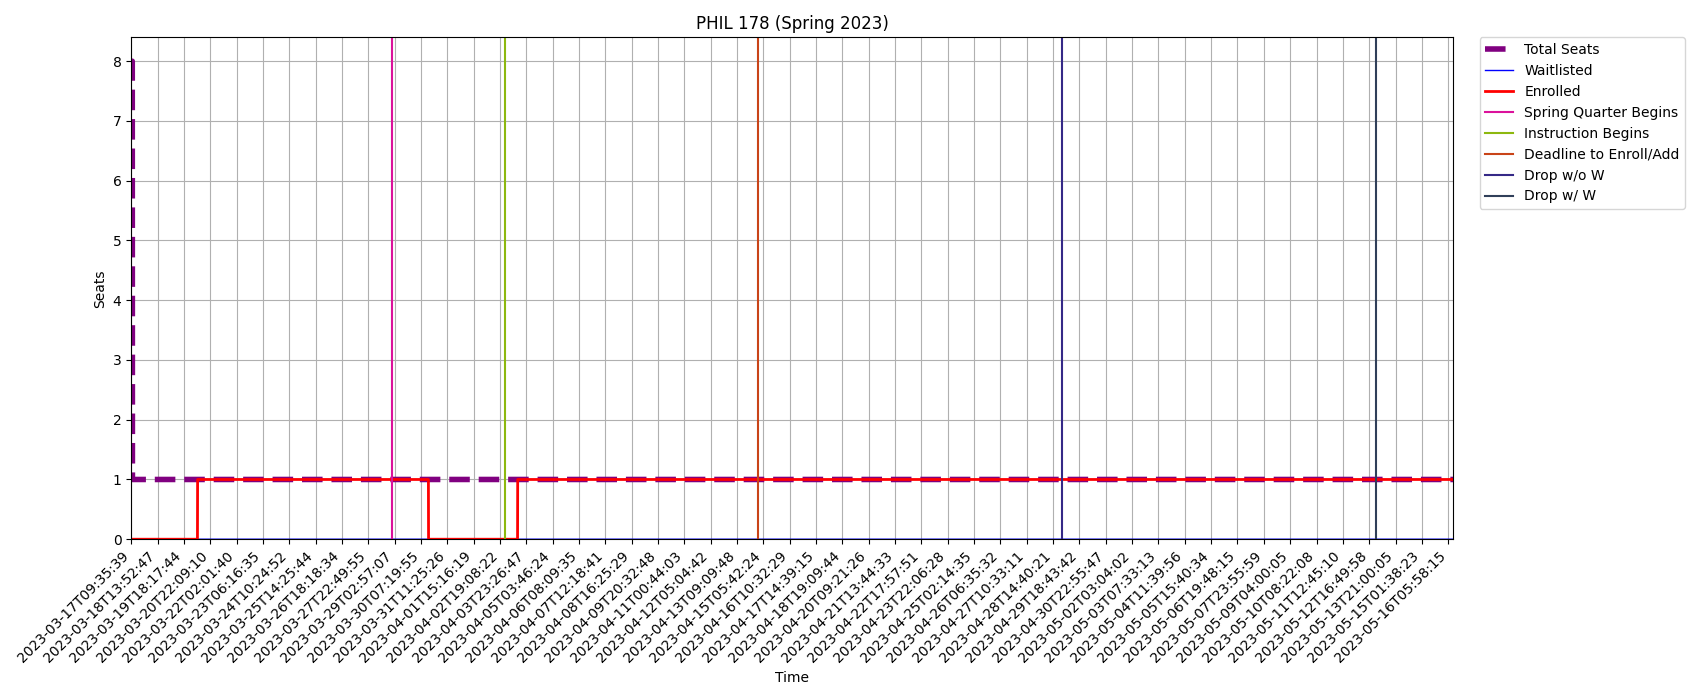 PHIL 178 (Spring 2023)
8
7
6
5
4
3
2
1
0
Seats
2023-03-17T09:35:39
2023-03-18T13:52:47
2023-03-19T18:17:44
2023-03-20T22:09:10
2023-03-22T02:01:40
2023-03-23T06:16:35
2023-03-24T10:24:52
2023-03-25T14:25:44
2023-03-26T18:18:34
2023-03-27T22:49:55
2023-03-29T02:57:07
2023-03-30T07:19:55
2023-03-31T11:25:26
2023-04-01T15:16:19
2023-04-02T19:08:22
2023-04-03T23:26:47
2023-04-05T03:46:24
2023-04-06T08:09:35
2023-04-07T12:18:41
2023-04-08T16:25:29
2023-04-09T20:32:48
2023-04-11T00:44:03
2023-04-12T05:04:42
2023-04-13T09:09:48
2023-04-15T05:42:24
2023-04-16T10:32:29
2023-04-17T14:39:15
2023-04-18T19:09:44
2023-04-20T09:21:26
2023-04-21T13:44:33
2023-04-22T17:57:51
2023-04-23T22:06:28
2023-04-25T02:14:35
2023-04-26T06:35:32
2023-04-27T10:33:11
2023-04-28T14:40:21
2023-04-29T18:43:42
2023-04-30T22:55:47
2023-05-02T03:04:02
2023-05-03T07:33:13
2023-05-04T11:39:56
2023-05-05T15:40:34
2023-05-06T19:48:15
2023-05-07T23:55:59
2023-05-09T04:00:05
2023-05-10T08:22:08
2023-05-11T12:45:10
2023-05-12T16:49:58
2023-05-13T21:00:05
2023-05-15T01:38:23
2023-05-16T05:58:15
Time
Total Seats
Waitlisted
Enrolled
Spring Quarter Begins
Instruction Begins
Deadline to Enroll/Add
Drop w/o W
Drop w/ W